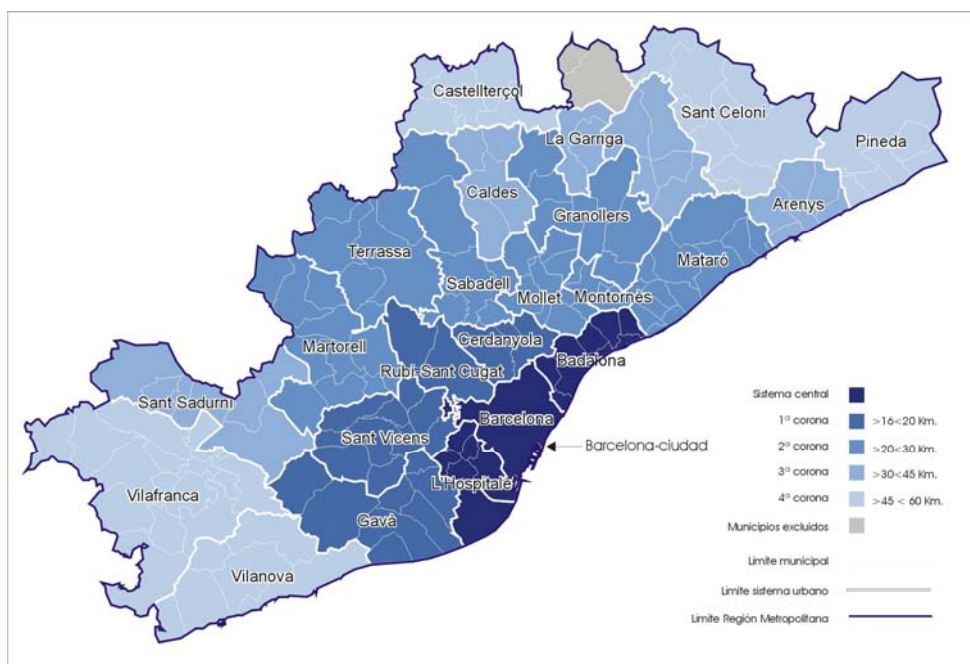 Castellterçol
Sant Celoni
La Garriga
Pineda
Caldes
Arenys
Granollers
Terrassa
Mataró
Sabadell
Mollet
Montornès
Cerdanyola
Martorell
Badalona
Rubí-Sant Cugat
Sant Sadurní
Barcelona
Sant Vicens
Barcelona-ciudad
L'Hospitalé
Vilafranca
Gavà
Vilanova
Sistema central
1ª corona >16<20 Km.
2ª corona >20<30 Km.
3ª corona >30<45 Km.
4ª corona >45 < 60 Km.
Municipios excluidos
Límite municipal
Límite sistema urbano
Límite Región Metropolitana